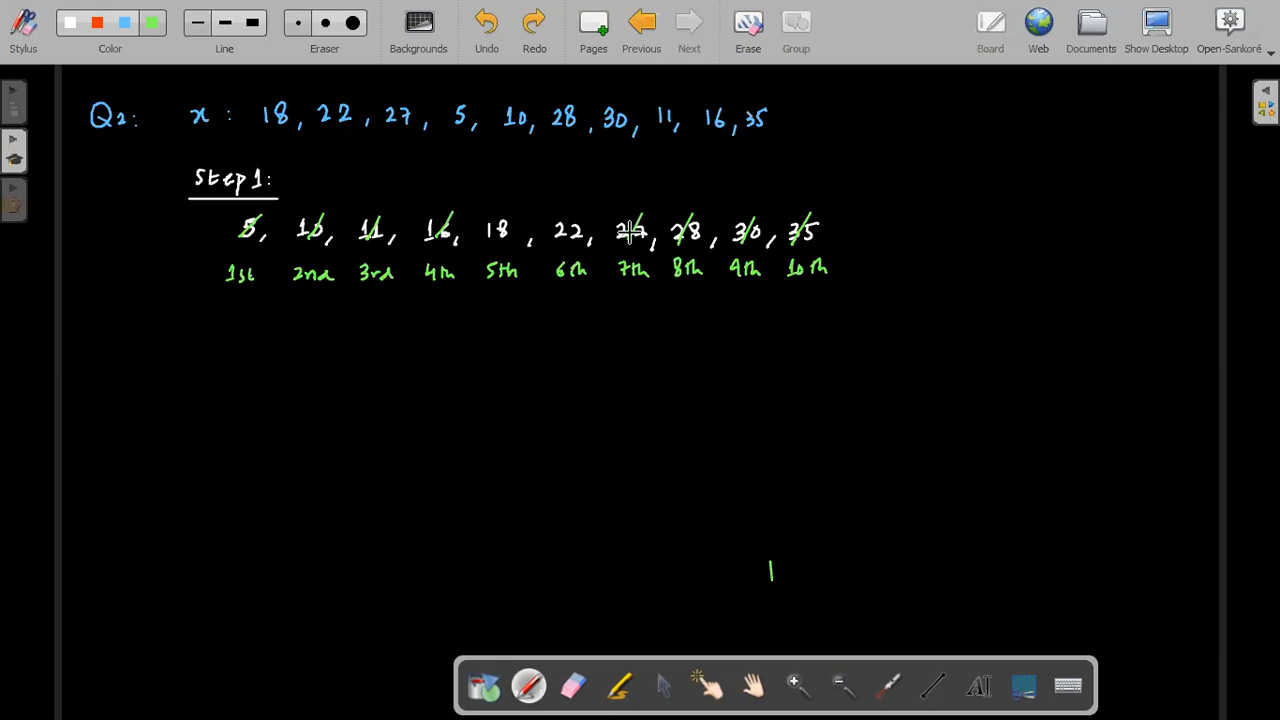 Stylus Color Line Eraser Backgrounds Undo Redo Pages Previous Next Erase Group Board Web Documents Show Desktop Open-Sankoré
Q2: x : 18, 22, 27, 5, 10, 28, 30, 11, 16, 35
Step1:
5, 10, 11, 16, 18, 22, 27, 28, 30, 35
1st 2nd 3rd 4th 5th 6th 7th 8th 9th 10th